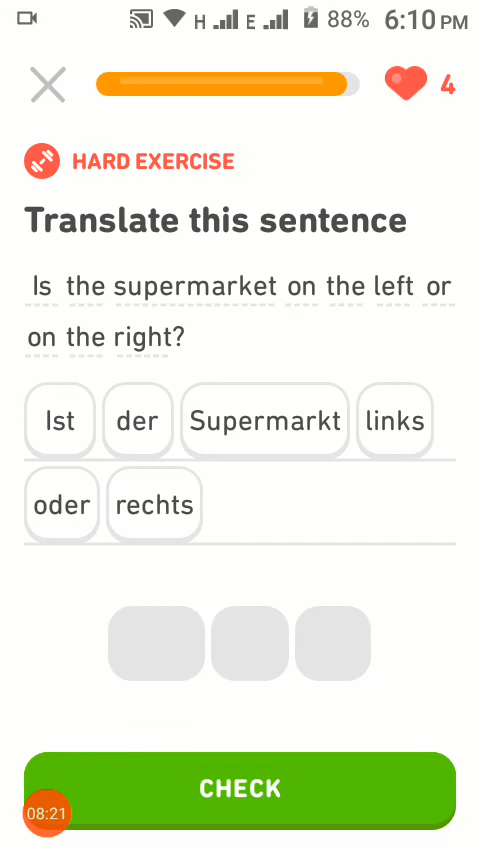 H E 88% 6:10 PM
4
HARD EXERCISE
Translate this sentence
Is the supermarket on the left or
on the right?
Ist der Supermarkt links
oder rechts
CHECK
08:21